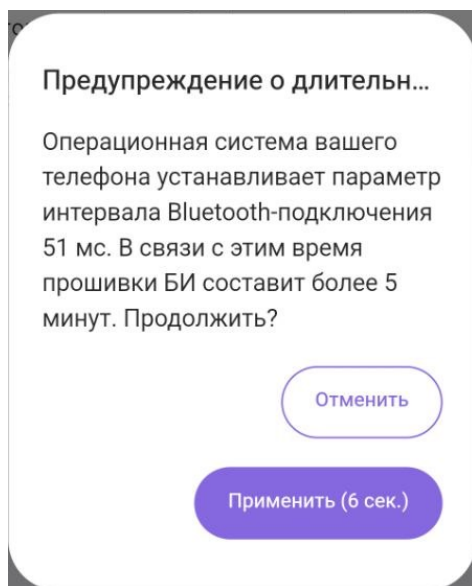 Предупреждение о длительн...
Операционная система вашего
телефона устанавливает параметр
интервала Bluetooth-подключения
51 мс. В связи с этим время
прошивки БИ составит более 5
минут. Продолжить?
Отменить
Применить (6 сек.)